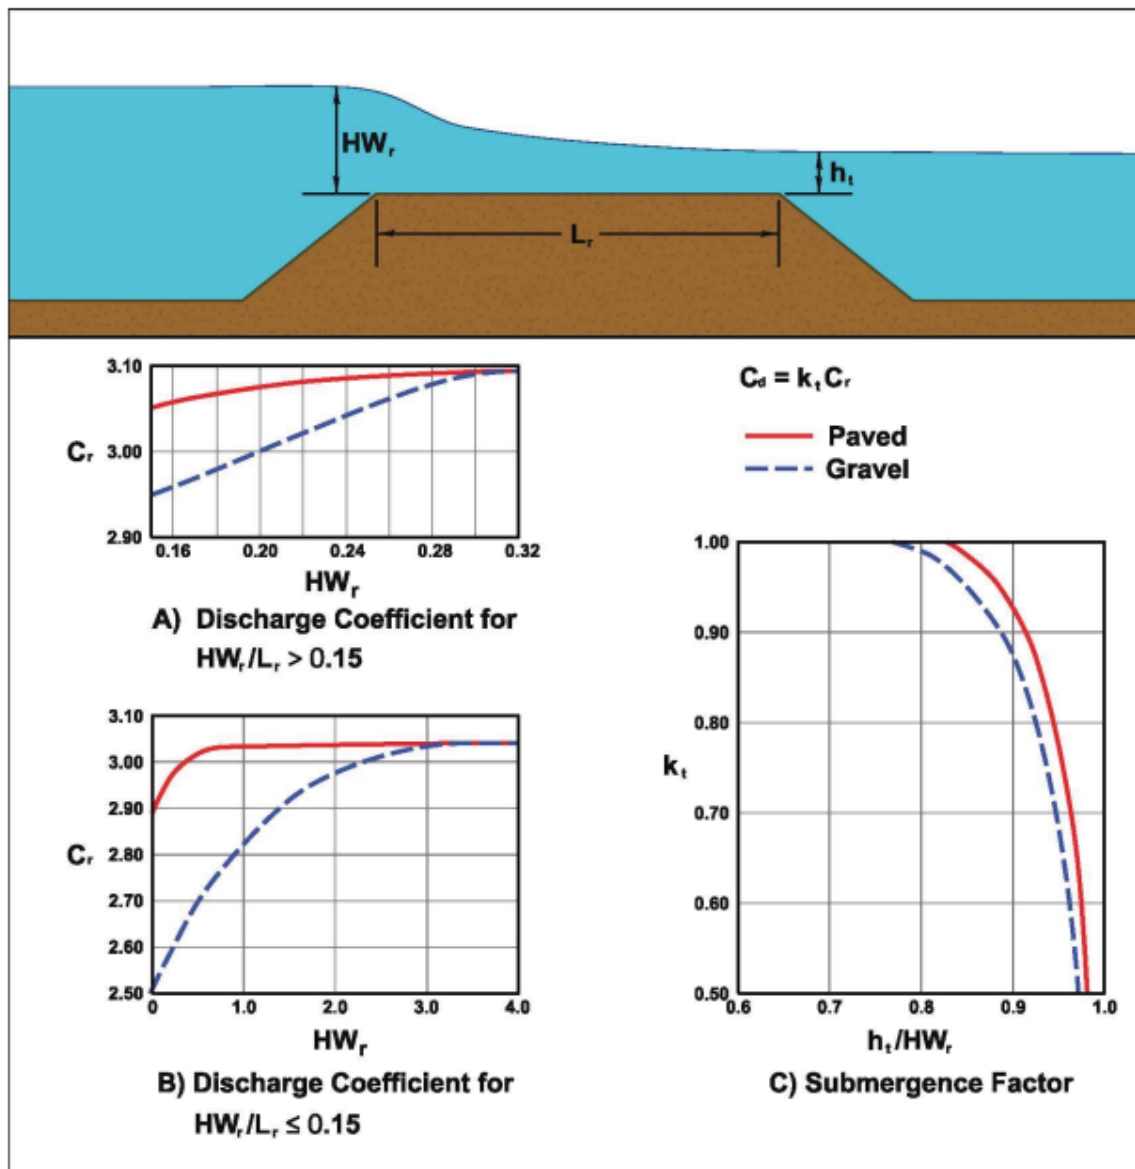 HWr
ht
Lr
3.10
3.00
2.90
Cr
0.16 0.20 0.24 0.28 0.32
HWr
A) Discharge Coefficient for
HWr/Lr > 0.15
Cd = ktCr
Paved
Gravel
3.10
3.00
2.90
2.80
2.70
2.60
2.50
Cr
0 1.0 2.0 3.0 4.0
HWr
B) Discharge Coefficient for
HWr/Lr ≤ 0.15
1.00
0.90
0.80
0.70
0.60
0.50
kt
0.6 0.7 0.8 0.9 1.0
ht/HWr
C) Submergence Factor